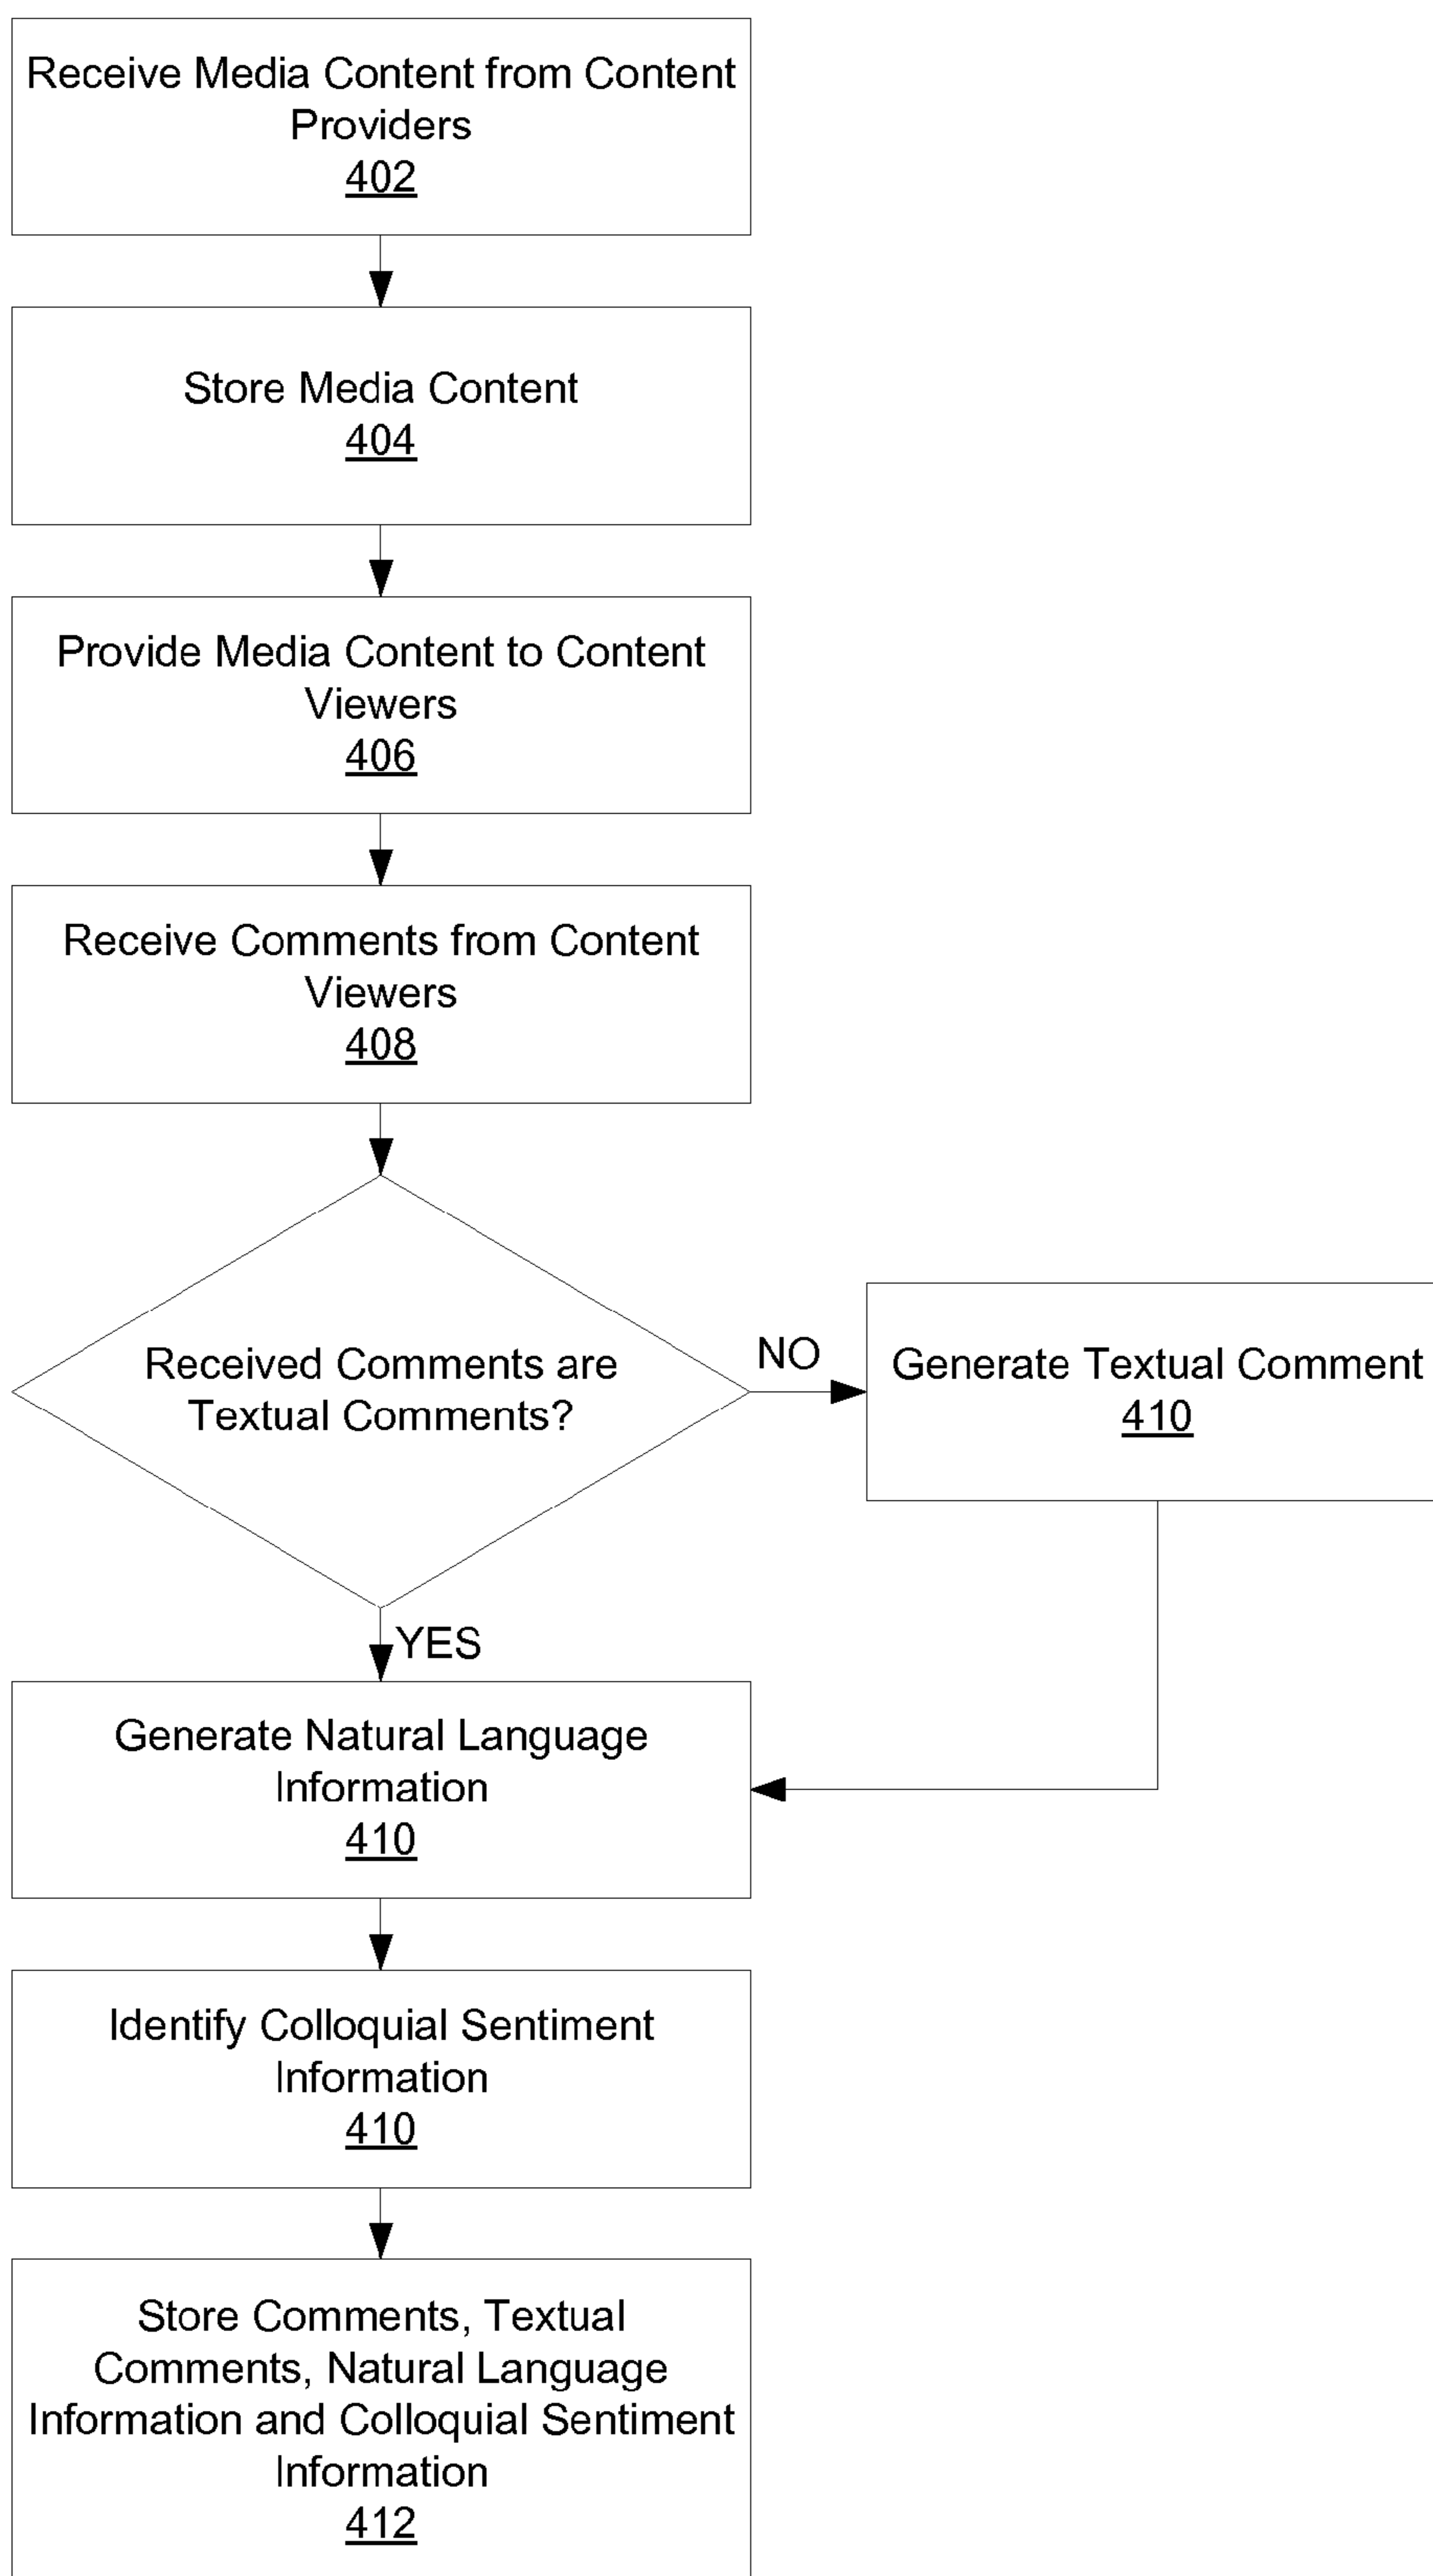 Receive Media Content from Content
Providers
402
Store Media Content
404
Provide Media Content to Content
Viewers
406
Receive Comments from Content
Viewers
408
Received Comments are
Textual Comments?
NO
Generate Textual Comment
410
YES
Generate Natural Language
Information
410
Identify Colloquial Sentiment
Information
410
Store Comments, Textual
Comments, Natural Language
Information and Colloquial Sentiment
Information
412